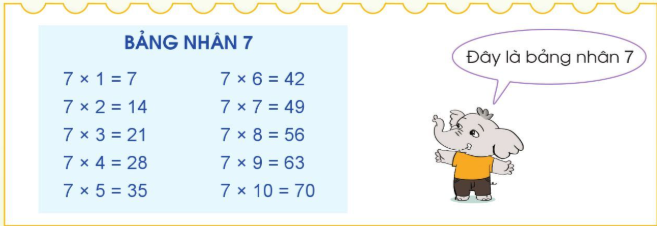 BẢNG NHÂN 7
7 × 1 = 7
7 × 2 = 14
7 × 3 = 21
7 × 4 = 28
7 × 5 = 35
7 × 6 = 42
7 × 7 = 49
7 × 8 = 56
7 × 9 = 63
7 × 10 = 70
Đây là bảng nhân 7